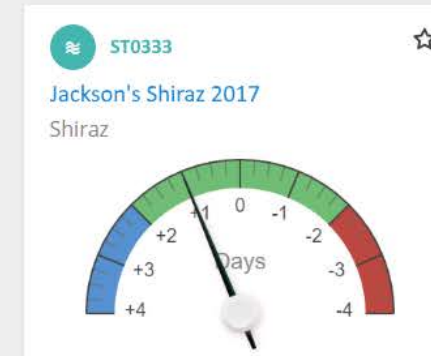 ST0333
Jackson's Shiraz 2017
Shiraz
+4 +3 +2 +1 0 -1 -2 -3 -4
Days